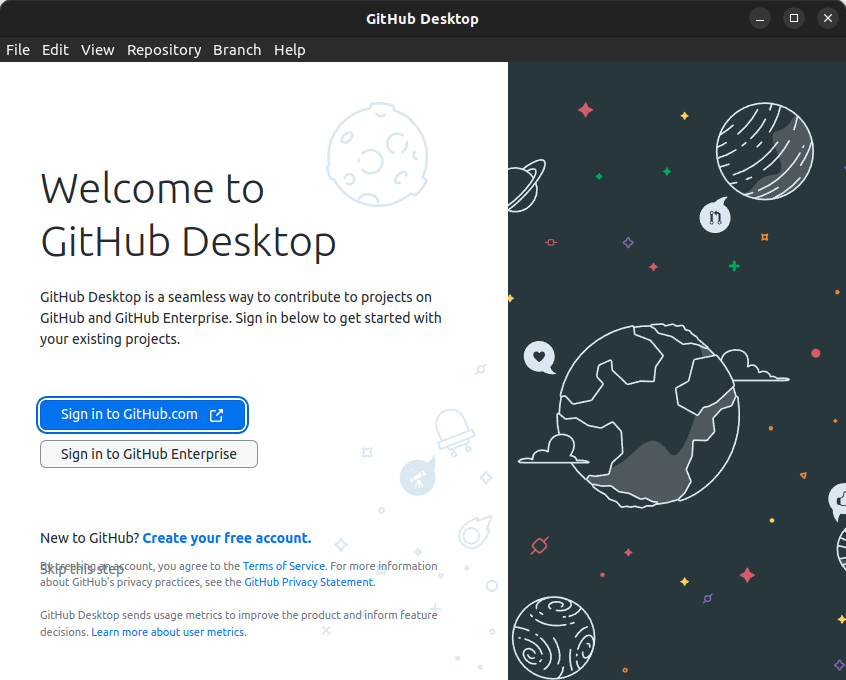 GitHub Desktop
File Edit View Repository Branch Help
Welcome to
GitHub Desktop
GitHub Desktop is a seamless way to contribute to projects on
GitHub and GitHub Enterprise. Sign in below to get started with
your existing projects.
Sign in to GitHub.com
Sign in to GitHub Enterprise
New to GitHub? Create your free account.
Skip this step
By creating an account, you agree to the Terms of Service. For more information
about GitHub's privacy practices, see the GitHub Privacy Statement.
GitHub Desktop sends usage metrics to improve the product and inform feature
decisions. Learn more about user metrics.